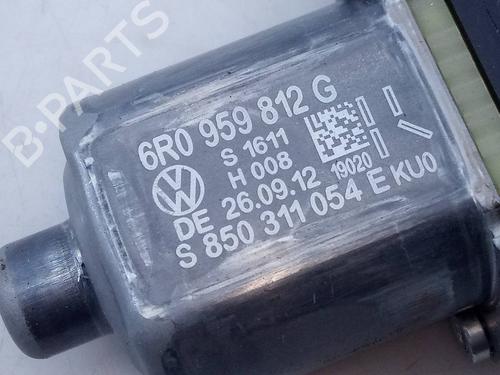 B-PARTS
6R0 959 812 G
S 1611
H 008
DE 26.09.12 19020
S 850 311 054 E KU0